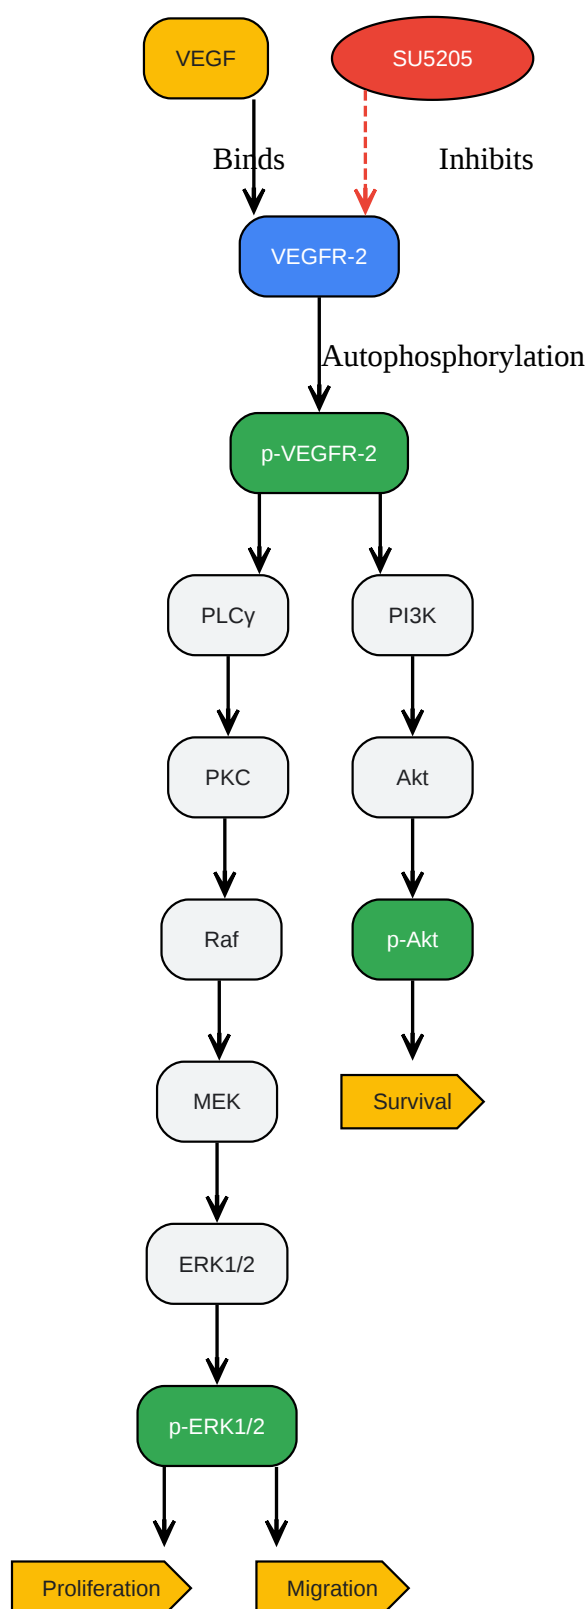 VEGF
SU5205
Binds
Inhibits
VEGFR-2
Autophosphorylation
p-VEGFR-2
PLCγ
PI3K
PKC
Akt
Raf
p-Akt
MEK
Survival
ERK1/2
p-ERK1/2
Proliferation
Migration